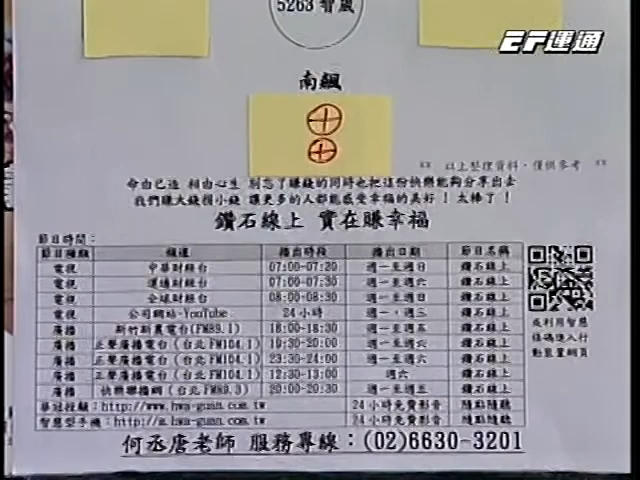 5263 智崴
EF運通
南飆
** 以上整理資料，僅供參考 **
命由己造 相由心生 別忘了賺錢的同時也把這份快樂能夠分享出去
我們賺大錢捐小錢 讓更多的人都能感受幸福的美好！太棒了！
鑽石線上 實在賺幸福
節目時間：
節目種類 頻道 播出時段 播出日期 節目名稱
電視 中華財經台 07:00-07:20 週一至週日 鑽石線上
電視 運通財經台 07:00-07:30 週一至週六 鑽石線上
電視 全球財經台 08:00-08:30 週一至週日 鑽石線上
電視 公司網站-YouTube 24小時 週一，週三 鑽石線上
廣播 新竹新農電台(FM89.1) 18:00-18:30 週一至週五 鑽石線上
廣播 正聲廣播電台（台北FM104.1） 19:30-20:00 週一至週六 鑽石線上
廣播 正聲廣播電台（台北FM104.1） 23:30-24:00 週一至週六 鑽石線上
廣播 正聲廣播電台（台北FM104.1） 12:30-13:00 週六 鑽石線上
廣播 快樂聯播網（台北FM89.3） 20:00-20:30 週一至週五 鑽石線上
華冠投顧：http://www.hwa-guan.com.tw 24小時免費影音 隨點隨聽
智慧型手機：http://m.hwa-guan.com.tw 24小時免費影音 隨點隨聽
或利用智慧
條碼進入行
動裝置網頁
何丞唐老師 服務專線：(02)6630-3201